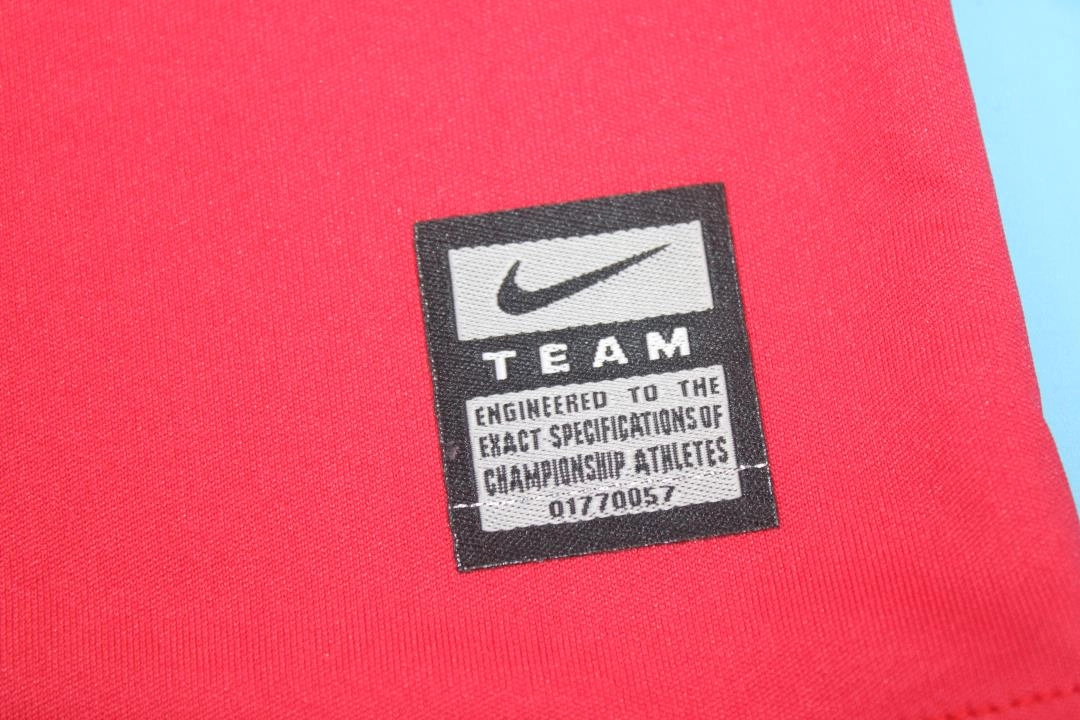 TEAM
ENGINEERED TO THE
EXACT SPECIFICATIONS OF
CHAMPIONSHIP ATHLETES
01770057